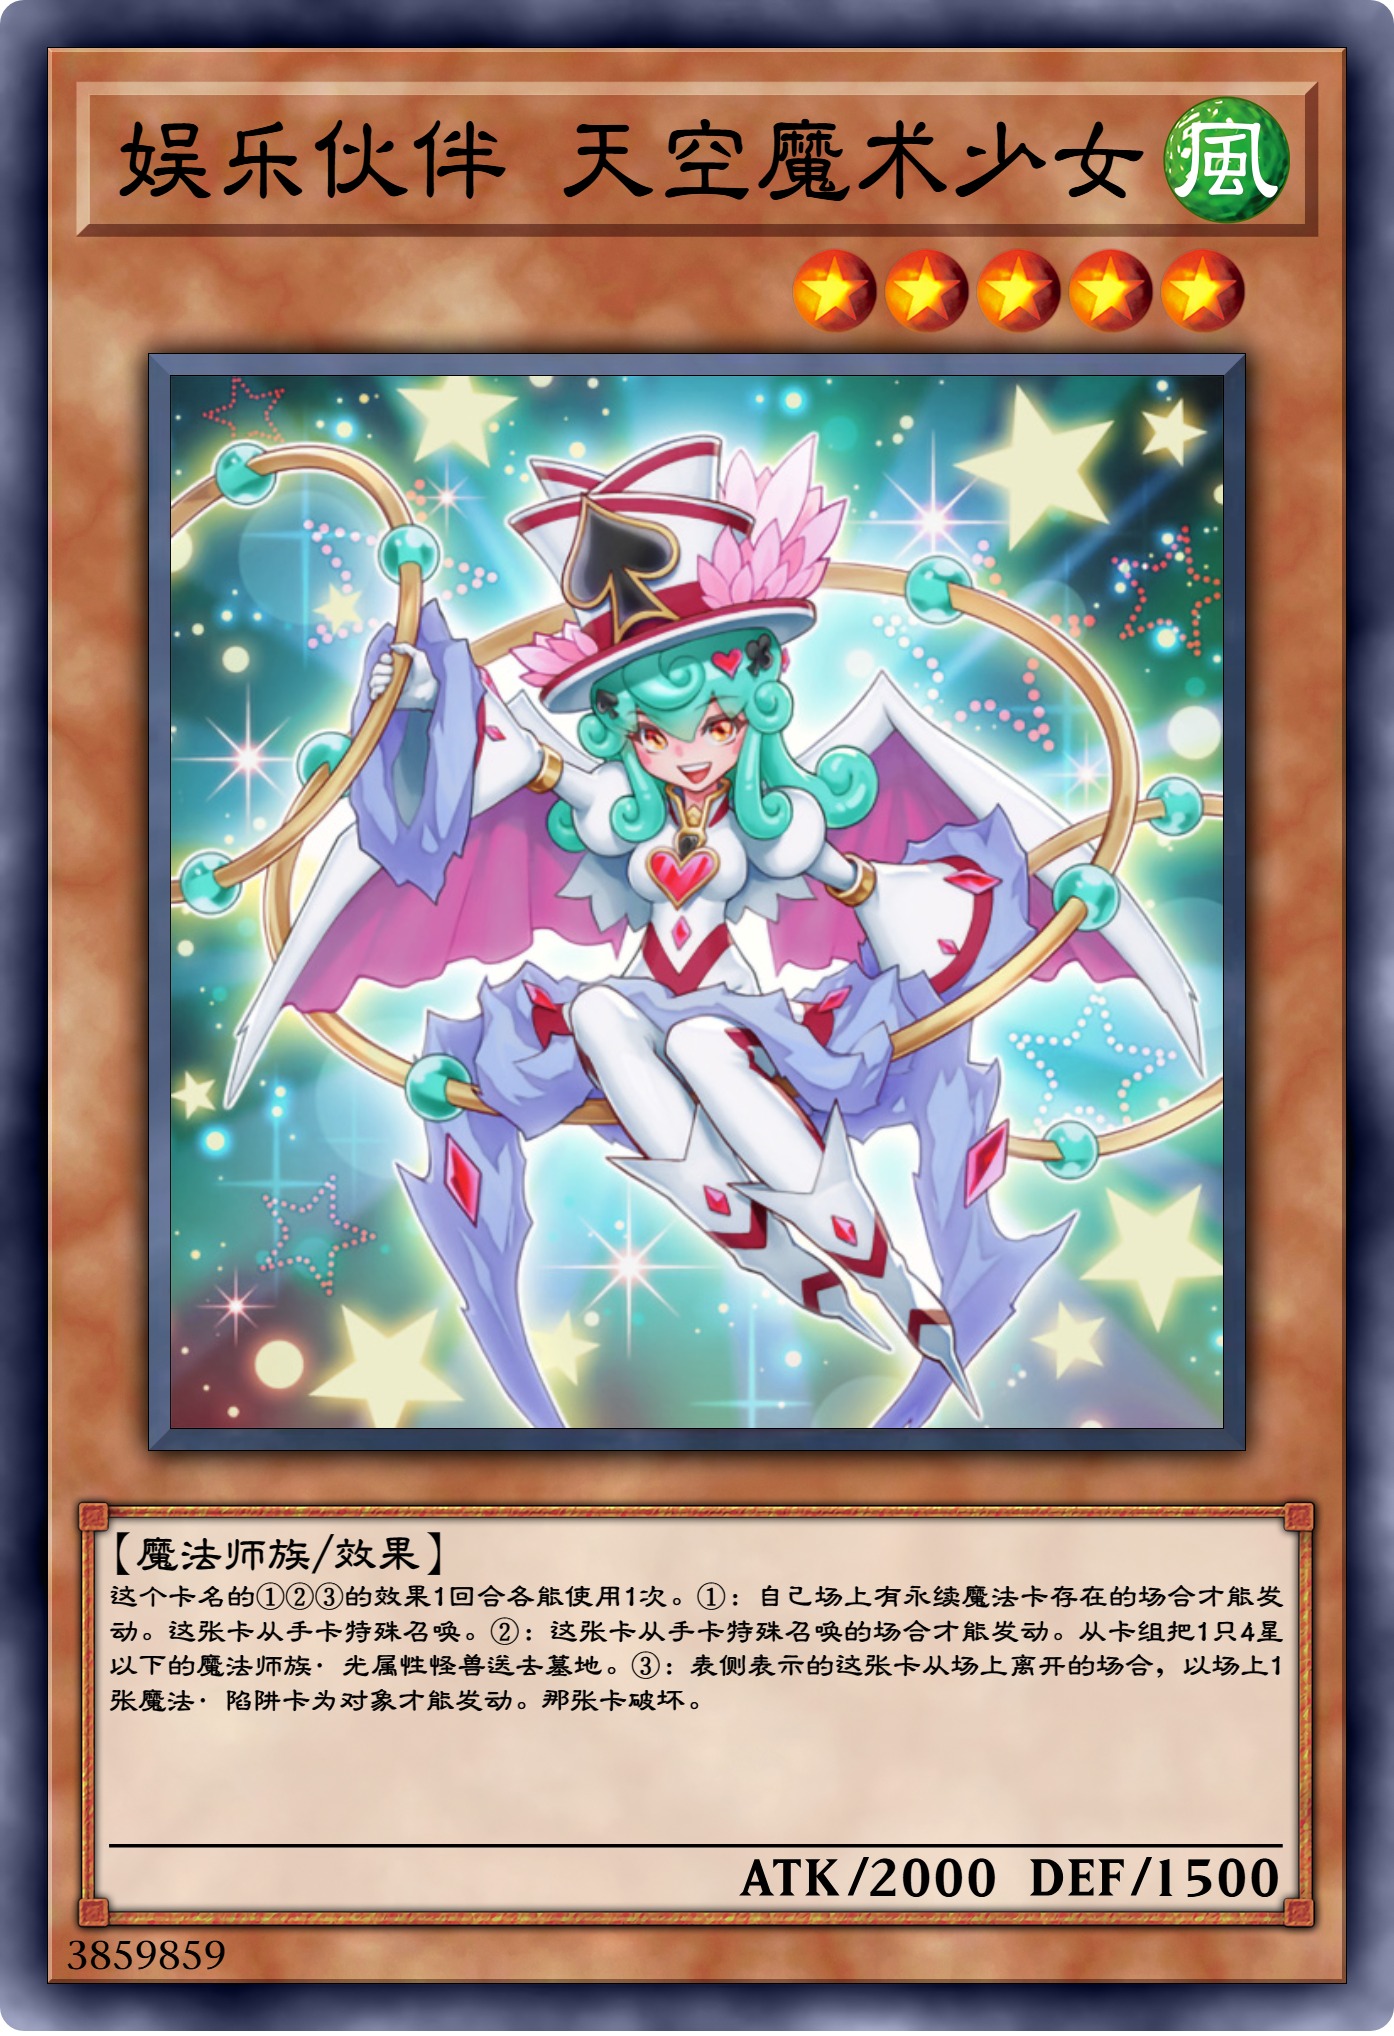 娱乐伙伴 天空魔术少女 風
【魔法师族/效果】
这个卡名的①②③的效果1回合各能使用1次。①：自己场上有永续魔法卡存在的场合才能发
动。这张卡从手卡特殊召唤。②：这张卡从手卡特殊召唤的场合才能发动。从卡组把1只4星
以下的魔法师族·光属性怪兽送去墓地。③：表侧表示的这张卡从场上离开的场合，以场上1
张魔法·陷阱卡为对象才能发动。那张卡破坏。
ATK/2000 DEF/1500
3859859